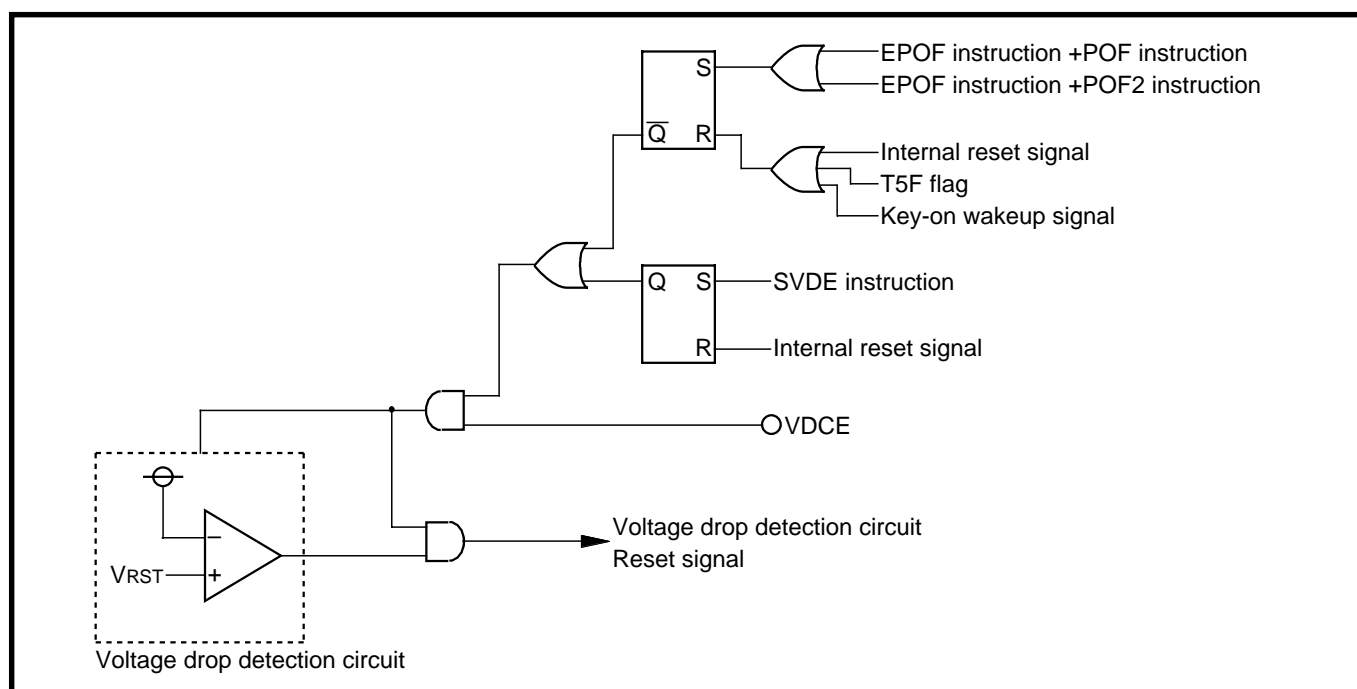 S
EPOF instruction +POF instruction
EPOF instruction +POF2 instruction
Q
R
Internal reset signal
T5F flag
Key-on wakeup signal
Q
S
SVDE instruction
R
Internal reset signal
VDCE
−
VRST
+
Voltage drop detection circuit
Reset signal
Voltage drop detection circuit